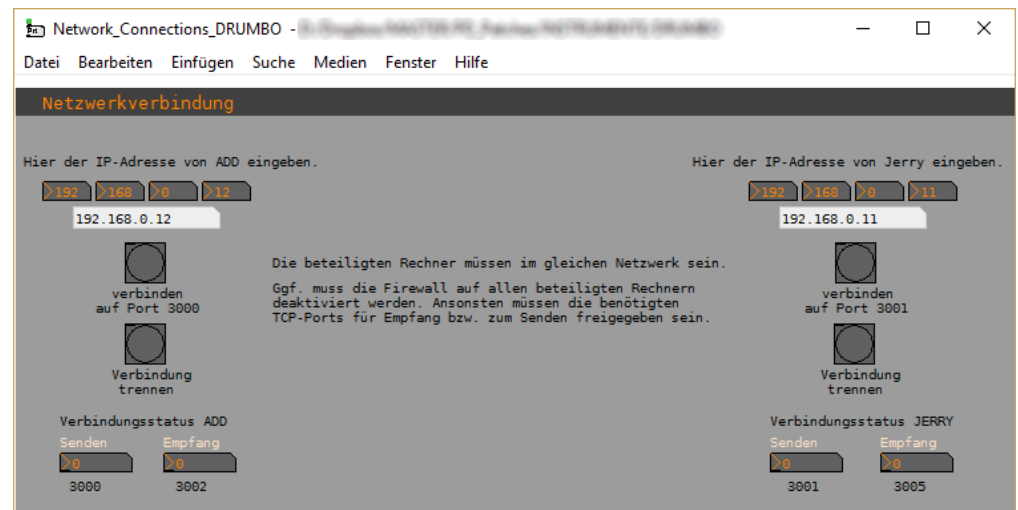 Network_Connections_DRUMBO -
Datei Bearbeiten Einfügen Suche Medien Fenster Hilfe
Netzwerkverbindung
Hier der IP-Adresse von ADD eingeben.
192 168 0 12
192.168.0.12
verbinden
auf Port 3000
Verbindung
trennen
Verbindungsstatus ADD
Senden Empfang
0 0
3000 3002
Die beteiligten Rechner müssen im gleichen Netzwerk sein.
Ggf. muss die Firewall auf allen beteiligten Rechnern
deaktiviert werden. Ansonsten müssen die benötigten
TCP-Ports für Empfang bzw. zum Senden freigegeben sein.
Hier der IP-Adresse von Jerry eingeben.
192 168 0 11
192.168.0.11
verbinden
auf Port 3001
Verbindung
trennen
Verbindungsstatus JERRY
Senden Empfang
0 0
3001 3005